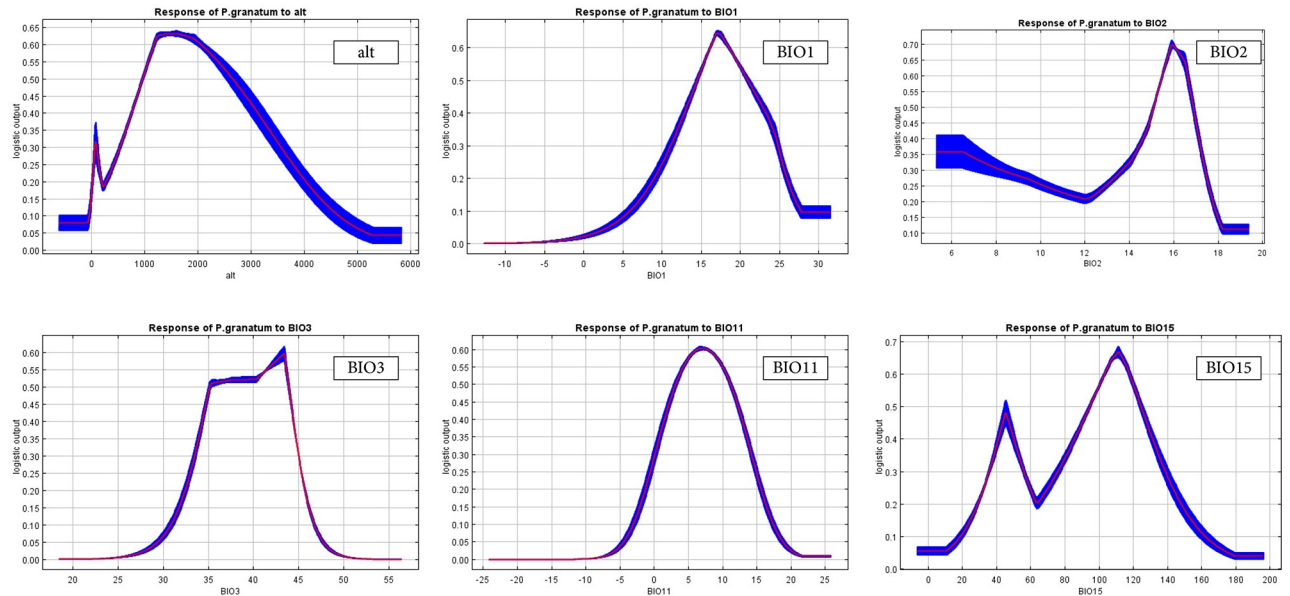 Response of P.granatum to alt
alt
logistic output
0.65
0.60
0.55
0.50
0.45
0.40
0.35
0.30
0.25
0.20
0.15
0.10
0.05
0.00
0 1000 2000 3000 4000 5000 6000
alt
Response of P.granatum to BIO1
BIO1
logistic output
0.6
0.5
0.4
0.3
0.2
0.1
0.0
-10 -5 0 5 10 15 20 25 30
BIO1
Response of P.granatum to BIO2
BIO2
logistic output
0.70
0.65
0.60
0.55
0.50
0.45
0.40
0.35
0.30
0.25
0.20
0.15
0.10
6 8 10 12 14 16 18 20
BIO2
Response of P.granatum to BIO3
BIO3
logistic output
0.60
0.55
0.50
0.45
0.40
0.35
0.30
0.25
0.20
0.15
0.10
0.05
0.00
20 25 30 35 40 45 50 55
BIO3
Response of P.granatum to BIO11
BIO11
logistic output
0.60
0.55
0.50
0.45
0.40
0.35
0.30
0.25
0.20
0.15
0.10
0.05
0.00
-25 -20 -15 -10 -5 0 5 10 15 20 25
BIO11
Response of P.granatum to BIO15
BIO15
logistic output
0.7
0.6
0.5
0.4
0.3
0.2
0.1
0.0
0 20 40 60 80 100 120 140 160 180 200
BIO15